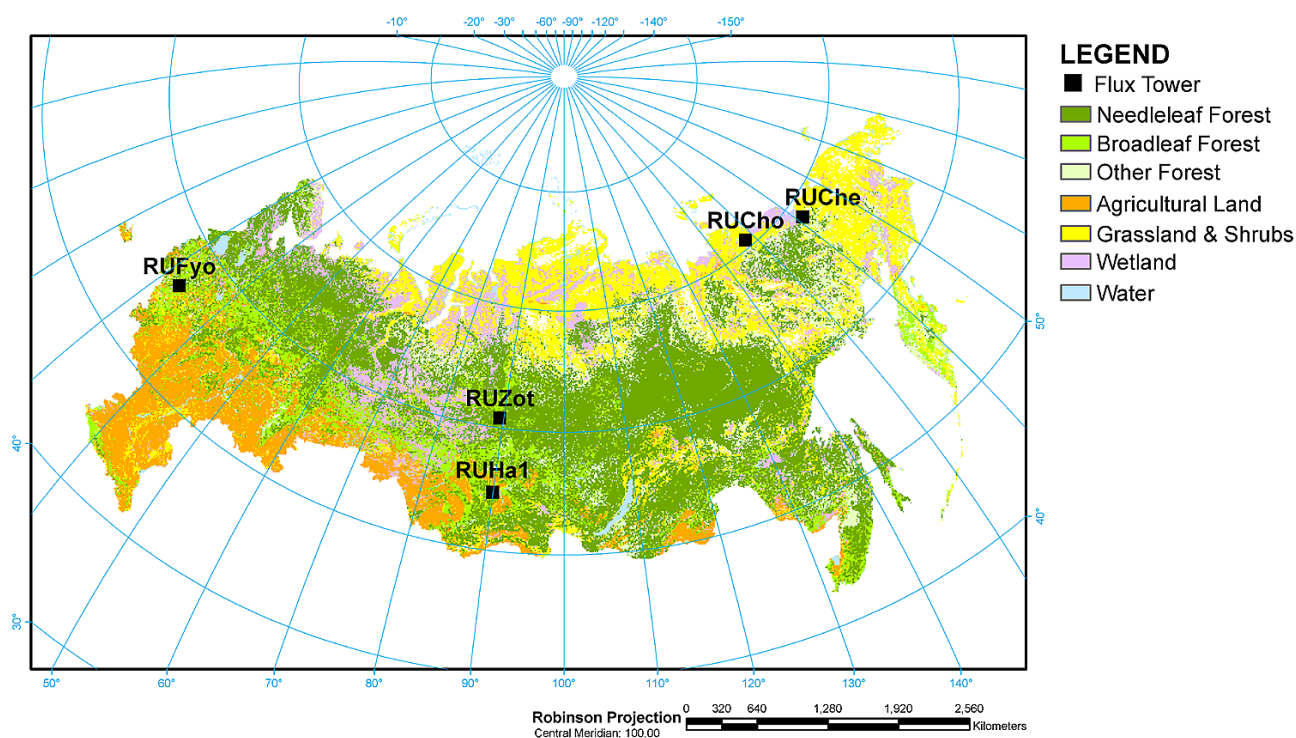 -10° -20° -30° -60° -90° -120° -140° -150°
LEGEND
Flux Tower
Needleleaf Forest
Broadleaf Forest
Other Forest
Agricultural Land
Grassland & Shrubs
Wetland
Water
RUChe
RUCho
RUFyo
RUZot
RUHa1
50°
40°
40°
30°
50° 60° 70° 80° 90° 100° 110° 120° 130° 140°
0 320 640 1,280 1,920 2,560
Robinson Projection
Kilometers
Central Meridian: 100.00